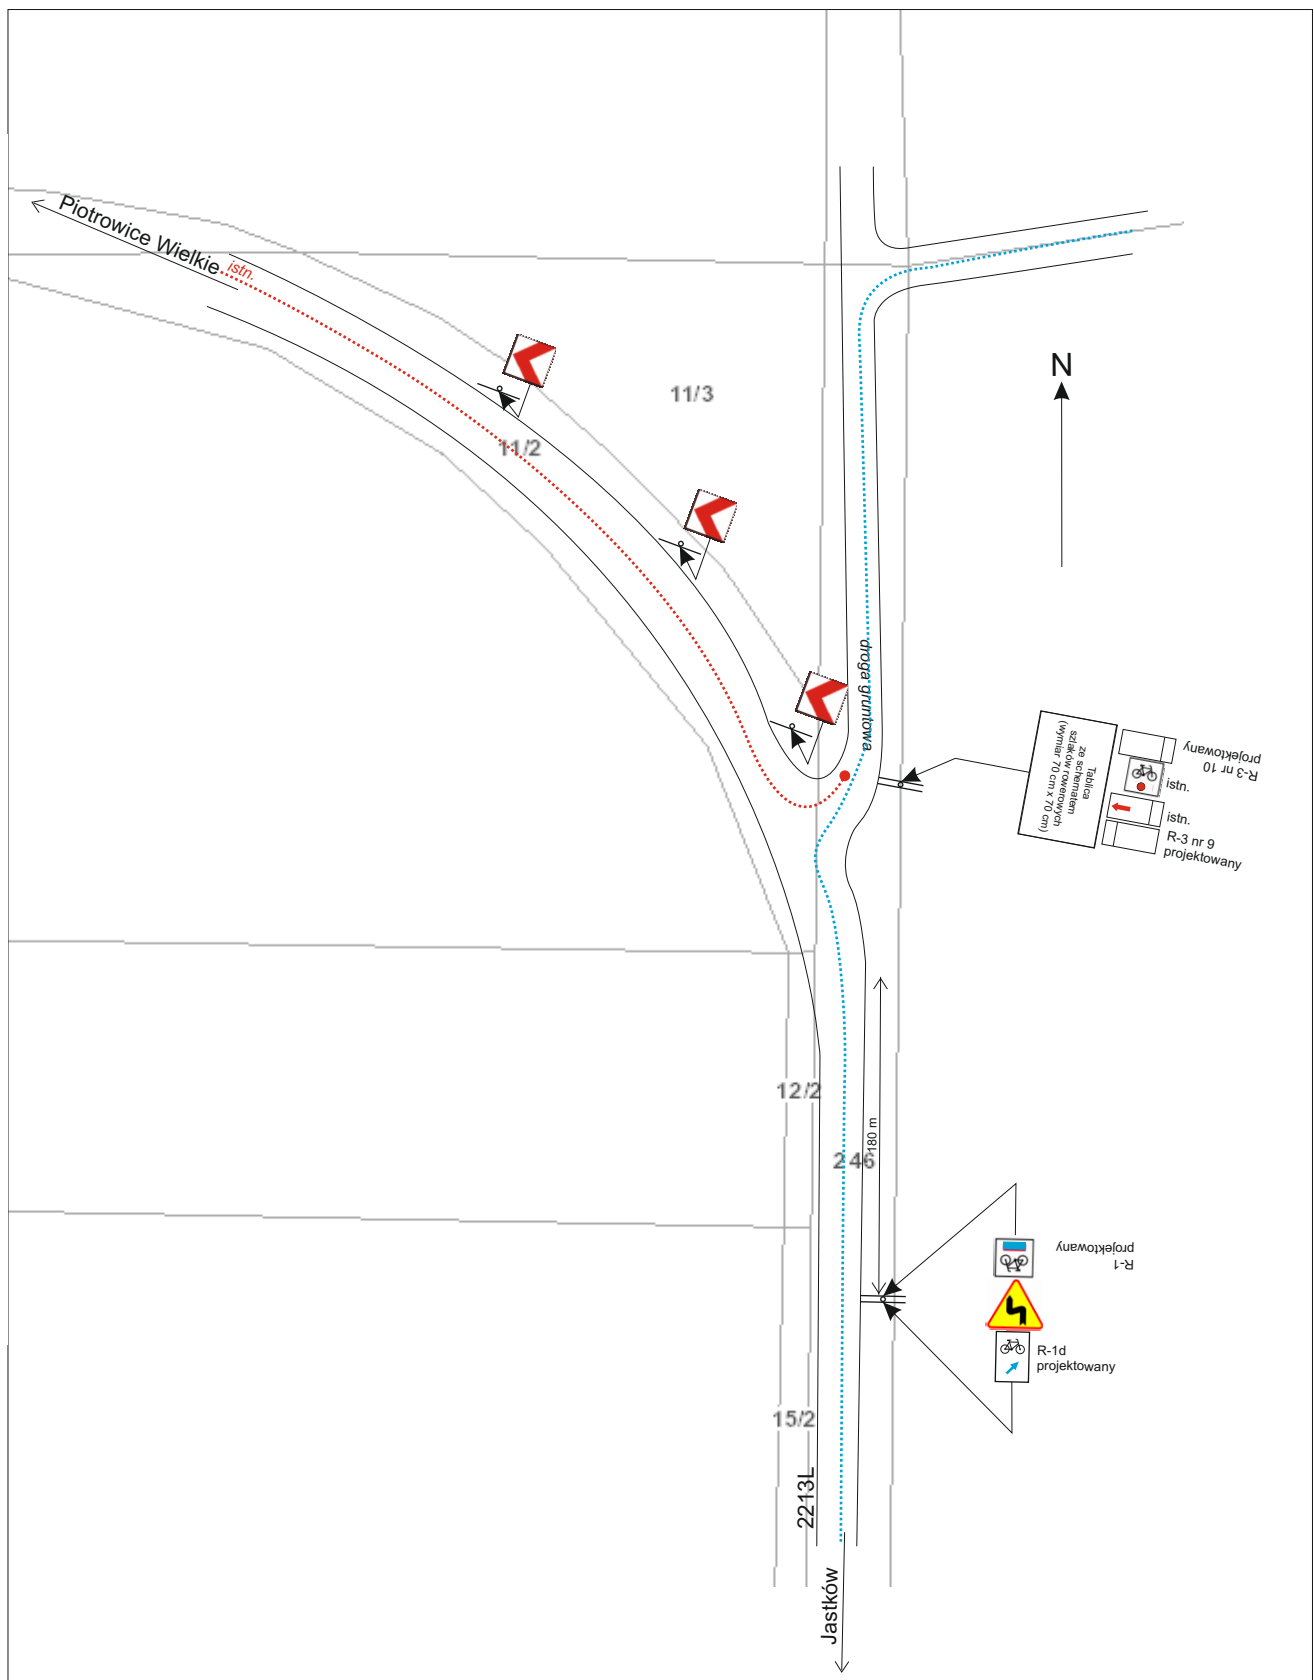 Piotrowice Wielkie
istn.
11/3
11/2
N
droga gruntowa
Tablica
ze schematem
szlaków rowerowych
(wymiar 70 cm x 70 cm)
R-3 nr 10
projektowany
istn.
istn.
R-3 nr 9
projektowany
12/2
246
180 m
R-1
projektowany
R-1d
projektowany
15/2
2213L
Jastków